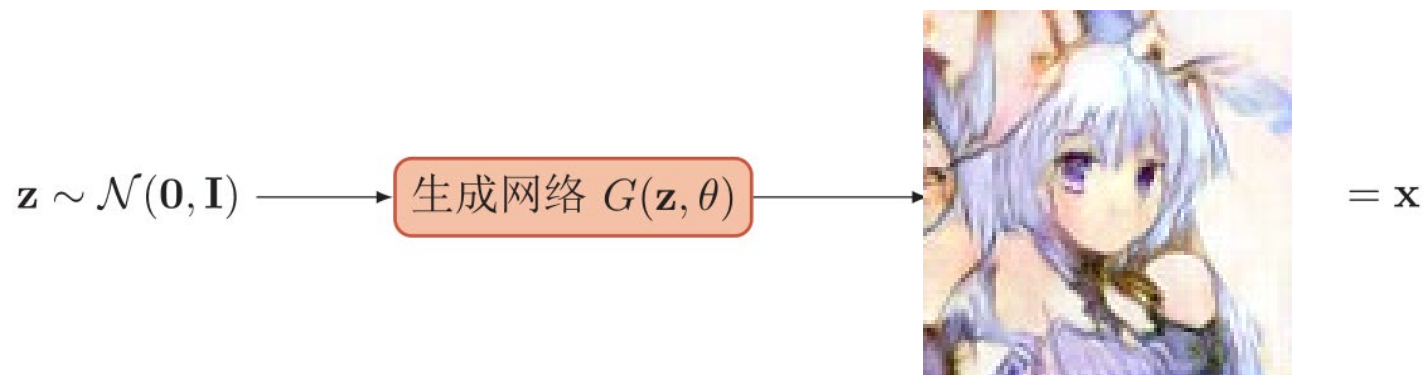 z ∼ 𝒩(0, I) 生成网络 G(z, θ) = x